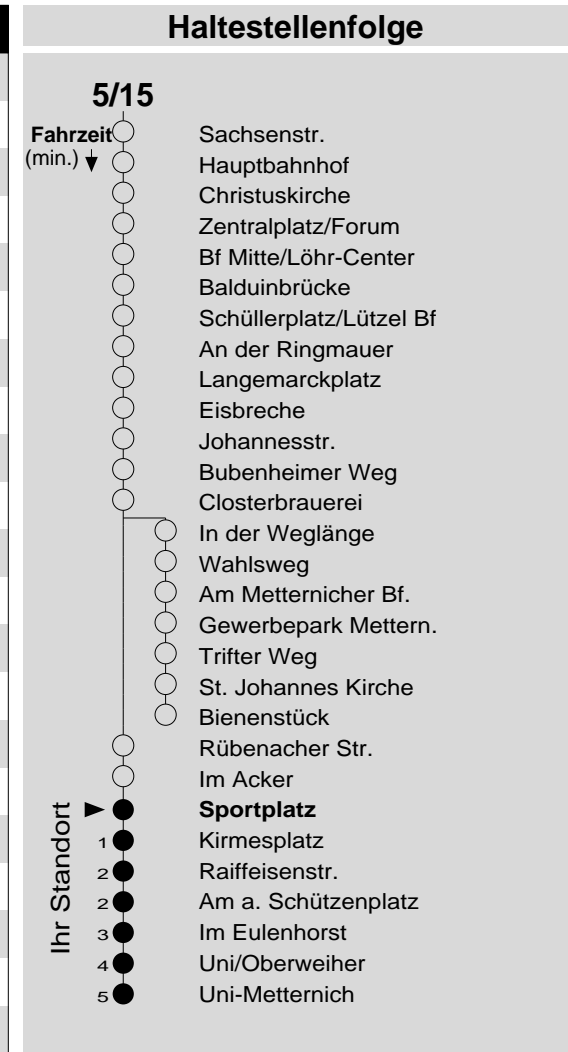 Haltestellenfolge
5/15
Fahrzeit
(min.)
Sachsenstr.
Hauptbahnhof
Christuskirche
Zentralplatz/Forum
Bf Mitte/Löhr-Center
Balduinbrücke
Schüllerplatz/Lützel Bf
An der Ringmauer
Langemarckplatz
Eisbreche
Johannesstr.
Bubenheimer Weg
Closterbrauerei
In der Weglänge
Wahlsweg
Am Metternicher Bf.
Gewerbepark Mettern.
Trifter Weg
St. Johannes Kirche
Bienenstück
Rübenacher Str.
Im Acker
Ihr Standort
Sportplatz
1 Kirmesplatz
2 Raiffeisenstr.
2 Am a. Schützenplatz
3 Im Eulenhorst
4 Uni/Oberweiher
5 Uni-Metternich